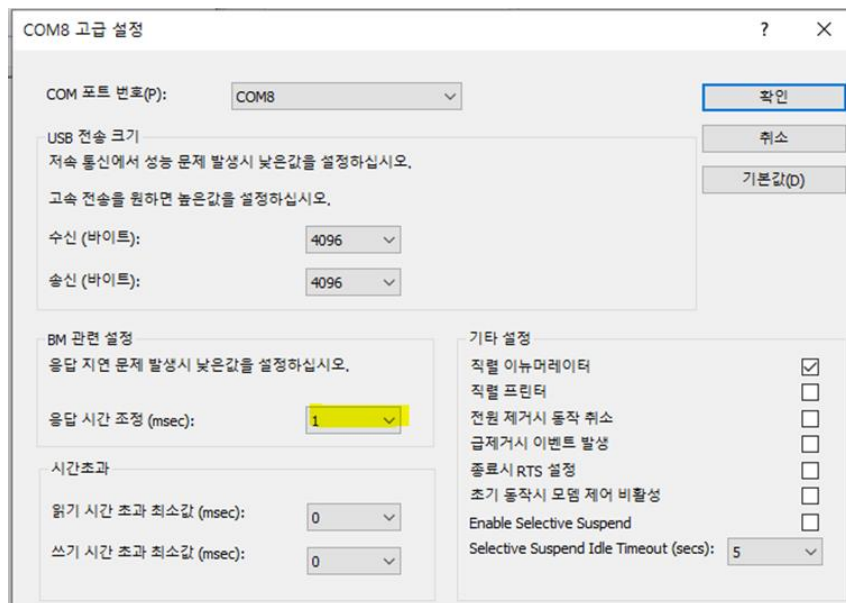 COM8 고급 설정
?
COM 포트 번호(P):
COM8
확인
취소
기본값(D)
USB 전송 크기
저속 통신에서 성능 문제 발생시 낮은값을 설정하십시오.
고속 전송을 원하면 높은값을 설정하십시오.
수신 (바이트):
4096
송신 (바이트):
4096
BM 관련 설정
응답 지연 문제 발생시 낮은값을 설정하십시오.
응답 시간 조정 (msec):
1
시간초과
읽기 시간 초과 최소값 (msec):
0
쓰기 시간 초과 최소값 (msec):
0
기타 설정
직렬 이뉴머레이터
직렬 프린터
전원 제거시 동작 취소
급제거시 이벤트 발생
종료시 RTS 설정
초기 동작시 모뎀 제어 비활성
Enable Selective Suspend
Selective Suspend Idle Timeout (secs):
5